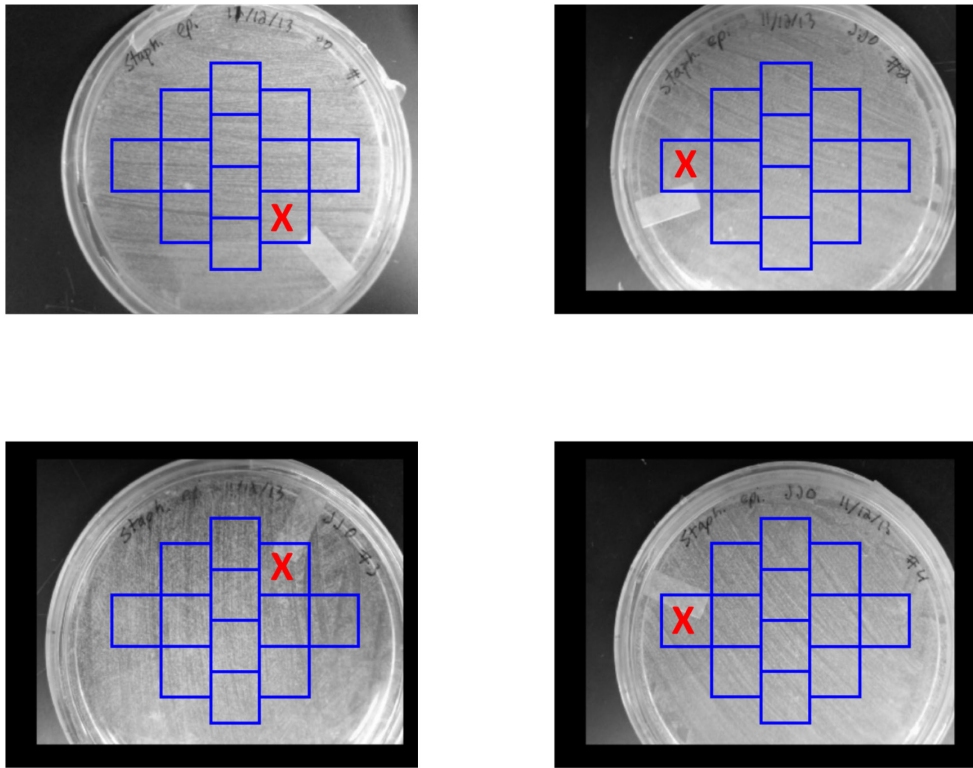 Staph. epi. 11/12/13 #1
X
Staph. epi. 11/12/13 JJO #2
X
Staph. epi. 11/12/13 JJO #3
X
Staph. epi. JJO 11/12/13 #4
X